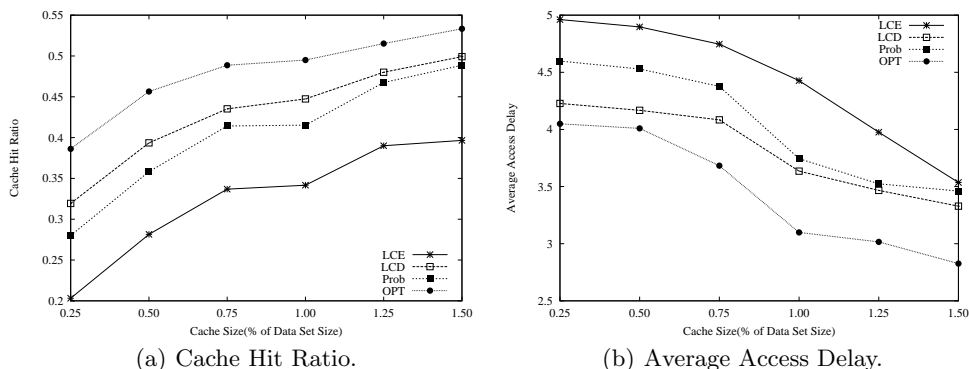 0.55
0.5
0.45
0.4
0.35
0.3
0.25
0.2
Cache Hit Ratio
0.25 0.50 0.75 1.00 1.25 1.50
Cache Size(% of Data Set Size)
LCE
LCD
Prob
OPT
(a) Cache Hit Ratio.
5
4.5
4
3.5
3
2.5
Average Access Delay
0.25 0.50 0.75 1.00 1.25 1.50
Cache Size(% of Data Set Size)
LCE
LCD
Prob
OPT
(b) Average Access Delay.